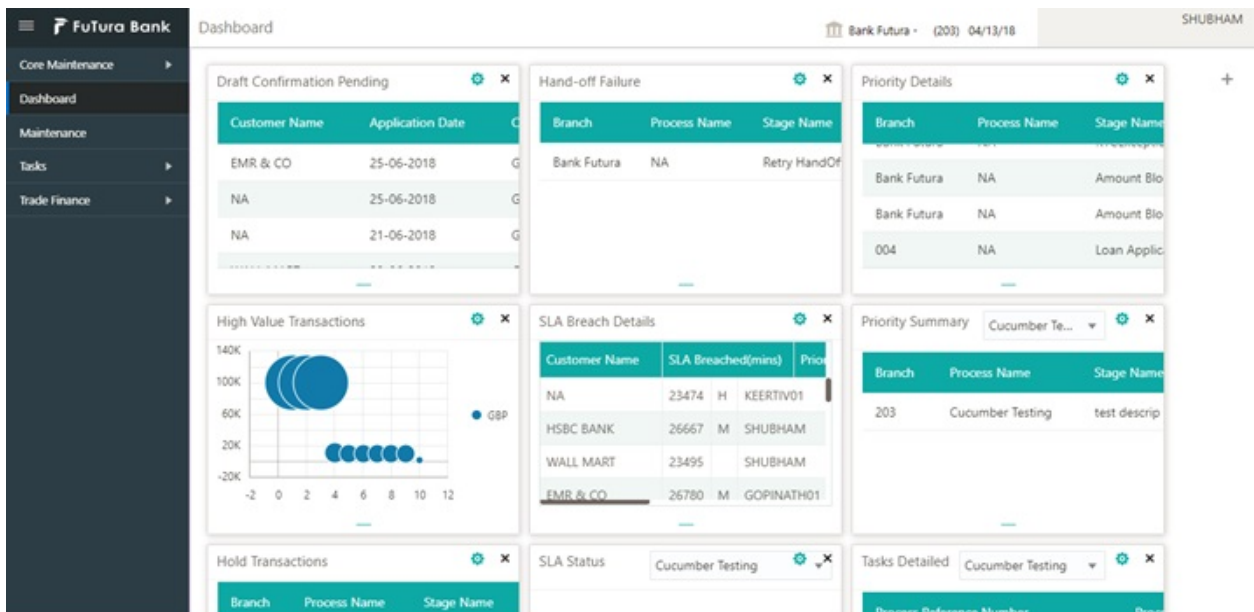 FuTura Bank
Dashboard
Bank Futura - (203) 04/13/18
SHUBHAM
Core Maintenance
Dashboard
Maintenance
Tasks
Trade Finance
Draft Confirmation Pending
Customer Name Application Date C
EMR & CO 25-06-2018 G
NA 25-06-2018 G
NA 21-06-2018 G
Hand-off Failure
Branch Process Name Stage Name
Bank Futura NA Retry HandOf
Priority Details
Branch Process Name Stage Name
Bank Futura NA Amount Blo
Bank Futura NA Amount Blo
004 NA Loan Applic
High Value Transactions
140K
100K
60K
20K
-20K
-2 0 2 4 6 8 10 12
GBP
SLA Breach Details
Customer Name SLA Breached(mins) Prior
NA 23474 H KEERTIV01
HSBC BANK 26667 M SHUBHAM
WALL MART 23495 SHUBHAM
EMR & CO 26780 M GOPINATH01
Priority Summary Cucumber Te...
Branch Process Name Stage Name
203 Cucumber Testing test descrip
Hold Transactions
Branch Process Name Stage Name
SLA Status Cucumber Testing
Tasks Detailed Cucumber Testing
Process Reference Number Proc